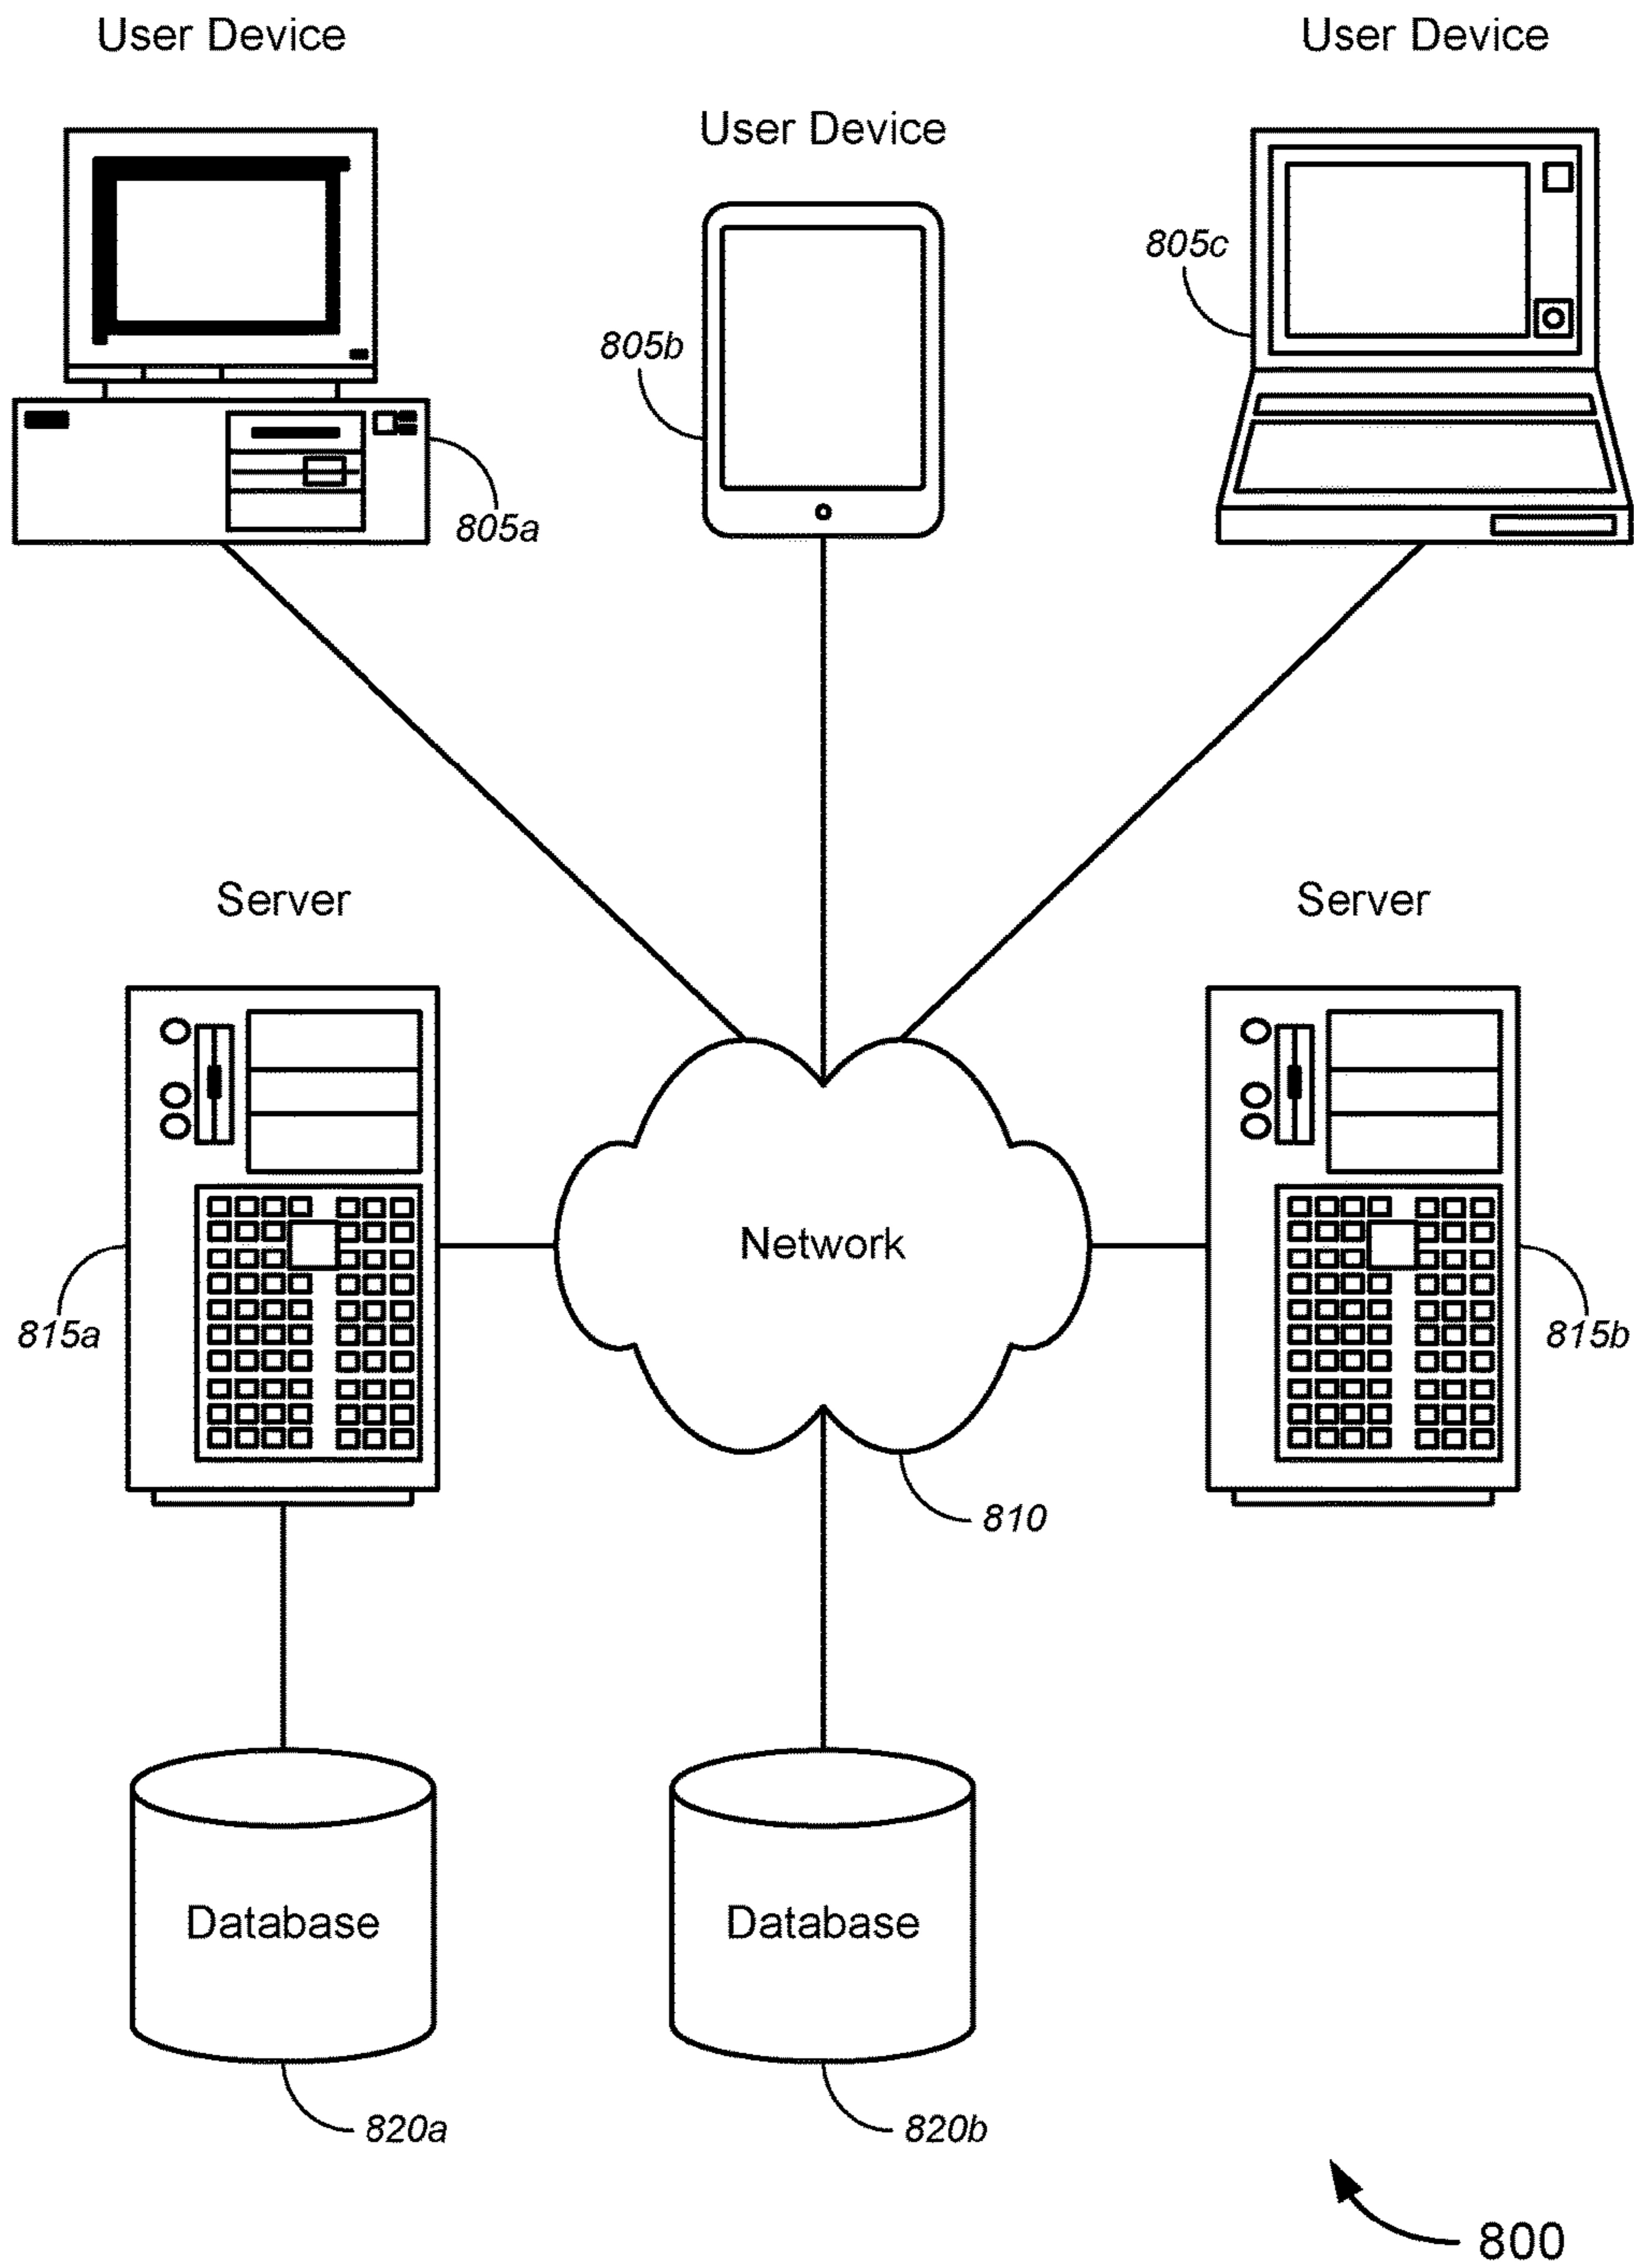 User Device
User Device
User Device
805c
805b
805a
Server
Server
Network
815a
815b
810
Database
Database
820a
820b
800